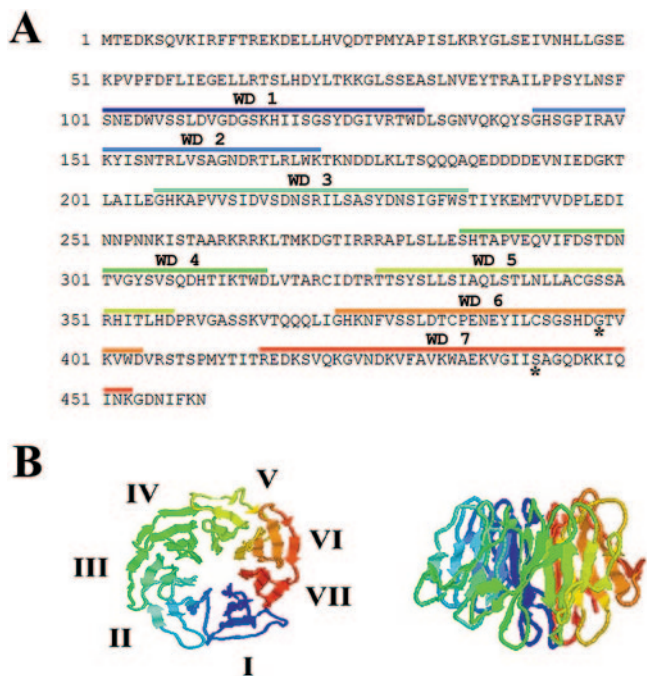 A
1 MTEDKSQVKIRFFTREKDELLHVQDTPMYAPISLKRYGLSEIVNHLLGSE
51 KPVPFDFLIEGELLRTSLHDYLTKKGLSSEASLNVEYTRAILPPSYLNSF
WD 1
101 SNEDWVSSLDVGDGSKHIISGSYDGIVRTWDLSGNVQKQYSGHSGPIRAV
WD 2
151 KYISNTRLVSAGNDRTLRLWKTKNDDLKLTSQQQAQEDDDDEVNIEDGKT
WD 3
201 LAILEGHKAPVVSIDVSDNSRILSASYDNSIGFWSTIYKEMTVVDPLEDI
251 NNPNNKISTAARKRRKLTMKDGTIRRRAPLSLLESHTAPVEQVIFDSTDN
WD 4 WD 5
301 TVGYSVSQDHTIKTWDLVTARCIDTRTTSYSLLSIAQLSTLNLLACGSSA
WD 6
351 RHITLHDPRVGASSKVTQQQLIGHKNFVSSLDTCPENEYILCSGSHDGTV
WD 7 *
401 KVWDVRSTSPMYTITREDKSVQKGVNDKVFAVKWAEKVGIISAGQDKKIQ
*
451 INKGDNIFKN
B
V
IV
VI
III
VII
II
I